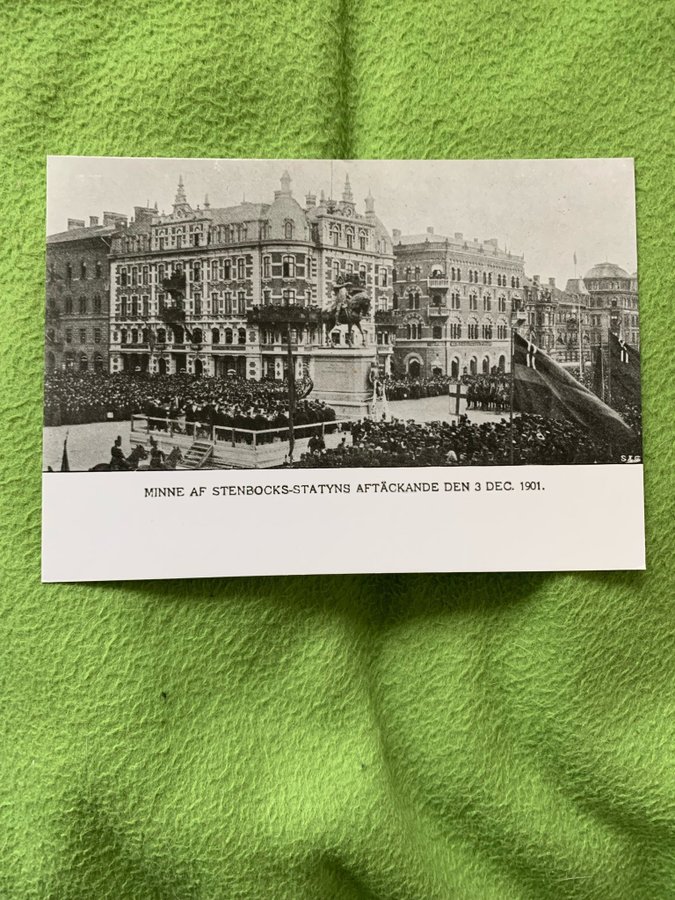 MINNE AF STENBOCKS-STATYNS AFTÄCKANDE DEN 3 DEC. 1901.